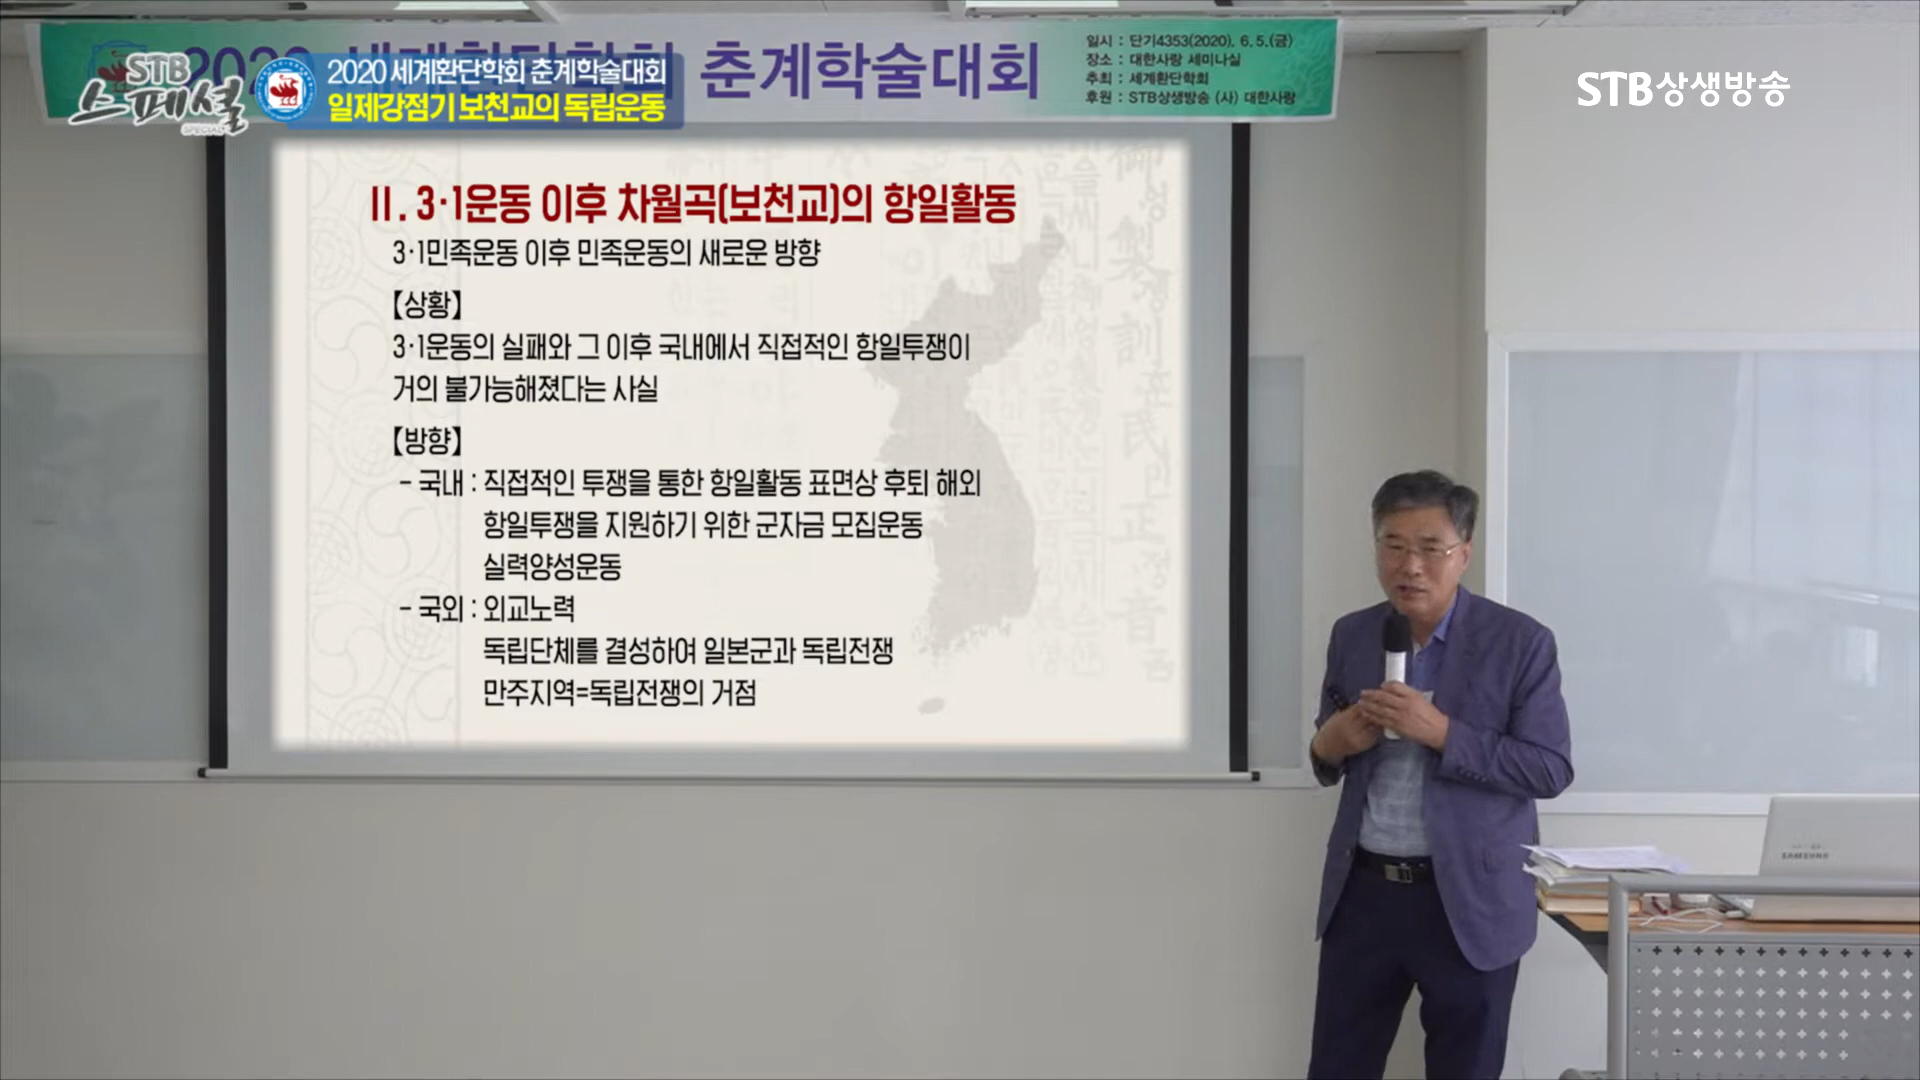 STB
스페셜
SPECIAL
2020 세계환단학회 춘계학술대회
일제강점기 보천교의 독립운동
춘계학술대회
일시 : 단기4353(2020). 6. 5.(금)
장소 : 대한사랑 세미나실
주최 : 세계환단학회
후원 : STB상생방송 (사) 대한사랑
STB상생방송
Ⅱ. 3·1운동 이후 차월곡(보천교)의 항일활동
3·1민족운동 이후 민족운동의 새로운 방향
【상황】
3·1운동의 실패와 그 이후 국내에서 직접적인 항일투쟁이
거의 불가능해졌다는 사실
【방향】
- 국내 : 직접적인 투쟁을 통한 항일활동 표면상 후퇴 해외
항일투쟁을 지원하기 위한 군자금 모집운동
실력양성운동
- 국외 : 외교노력
독립단체를 결성하여 일본군과 독립전쟁
만주지역=독립전쟁의 거점
SAMSUNG